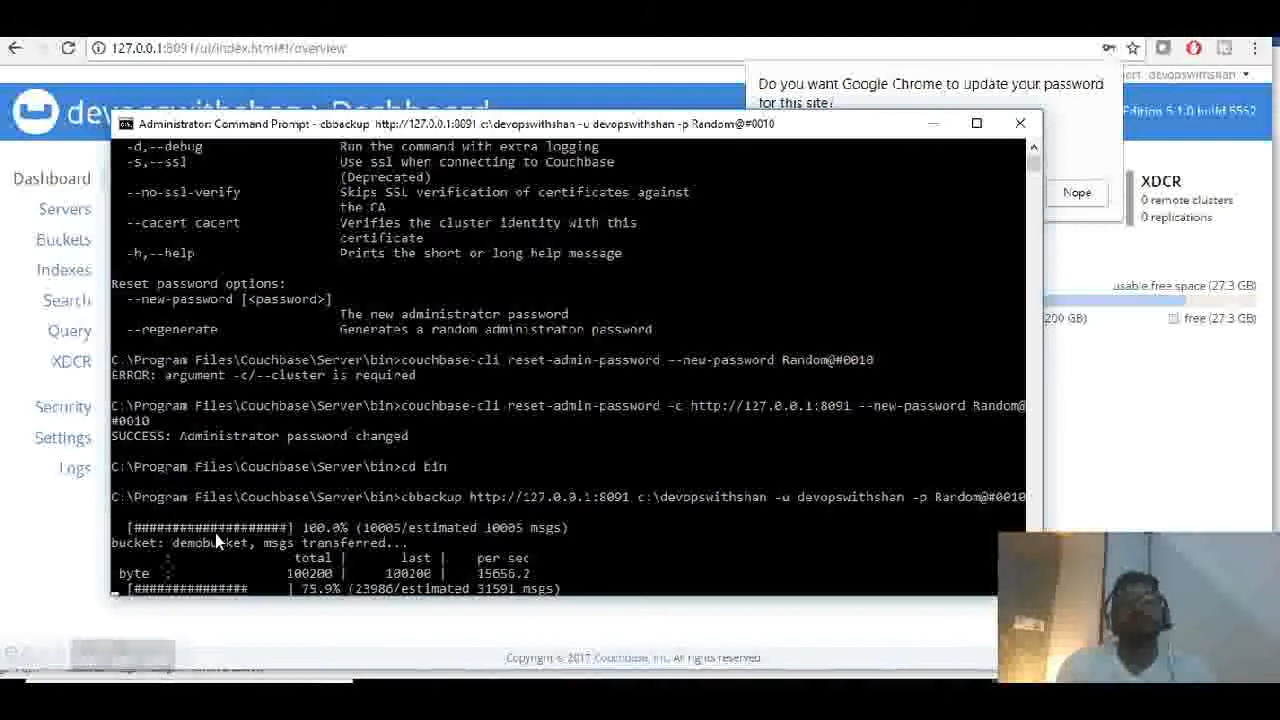 127.0.0.1:8091/ui/index.html#!/overview
Do you want Google Chrome to update your password
for this site?
Nope
devopswithshan > Dashboard
devopswithshan
Edition 5.1.0 build 5552
Administrator: Command Prompt - cbbackup http://127.0.0.1:8091 c:\devopswithshan -u devopswithshan -p Random@#0010
Dashboard
Servers
Buckets
Indexes
Search
Query
XDCR
Security
Settings
Logs
-d,--debug Run the command with extra logging
-s,--ssl Use ssl when connecting to Couchbase
(Deprecated)
--no-ssl-verify Skips SSL verification of certificates against
the CA
--cacert cacert Verifies the cluster identity with this
certificate
-h,--help Prints the short or long help message
Reset password options:
--new-password [<password>]
The new administrator password
--regenerate Generates a random administrator password
C:\Program Files\Couchbase\Server\bin>couchbase-cli reset-admin-password --new-password Random@#0010
ERROR: argument -c/--cluster is required
C:\Program Files\Couchbase\Server\bin>couchbase-cli reset-admin-password -c http://127.0.0.1:8091 --new-password Random@
#0010
SUCCESS: Administrator password changed
C:\Program Files\Couchbase\Server\bin>cd bin
C:\Program Files\Couchbase\Server\bin>cbbackup http://127.0.0.1:8091 c:\devopswithshan -u devopswithshan -p Random@#0010
[####################] 100.0% (10005/estimated 10005 msgs)
bucket: demobucket, msgs transferred...
: total | last | per sec
byte : 100200 | 100200 | 15656.2
[############### | 75.9% (23986/estimated 31591 msgs)
XDCR
0 remote clusters
0 replications
usable free space (27.3 GB)
200 GB)
free (27.3 GB)
Copyright © 2017 Couchbase, Inc. All rights reserved.